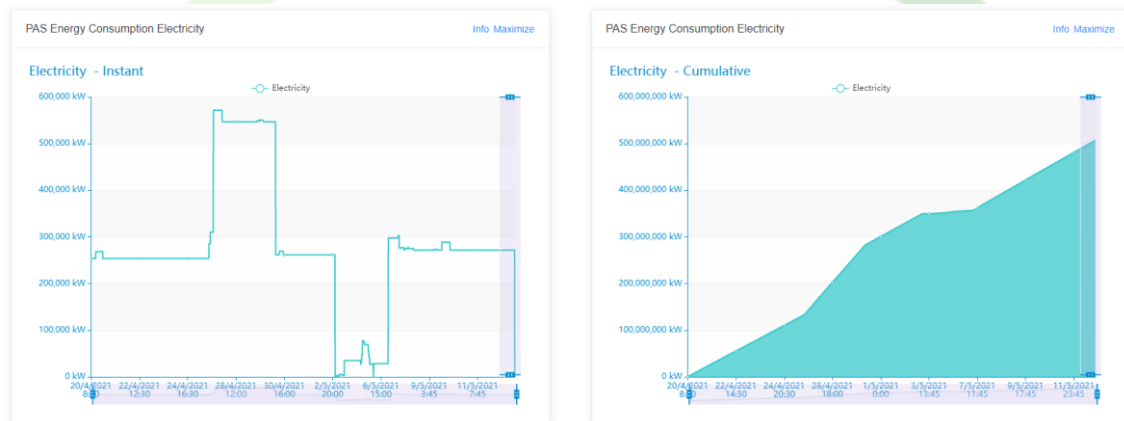 PAS Energy Consumption Electricity
Info Maximize
Electricity - Instant
Electricity
600,000 kW
500,000 kW
400,000 kW
300,000 kW
200,000 kW
100,000 kW
0 kW
20/4/2021 22/4/2021 24/4/2021 28/4/2021 30/4/2021 2/5/2021 6/5/2021 9/5/2021 11/5/2021
12:30 16:30 12:00 16:00 20:00 15:00 3:45 7:45
PAS Energy Consumption Electricity
Info Maximize
Electricity - Cumulative
Electricity
600,000,000 kW
500,000,000 kW
400,000,000 kW
300,000,000 kW
200,000,000 kW
100,000,000 kW
0 kW
20/4/2021 22/4/2021 24/4/2021 28/4/2021 1/5/2021 3/5/2021 7/5/2021 9/5/2021 11/5/2021
14:30 20:30 18:00 0:00 13:45 11:45 17:45 23:45